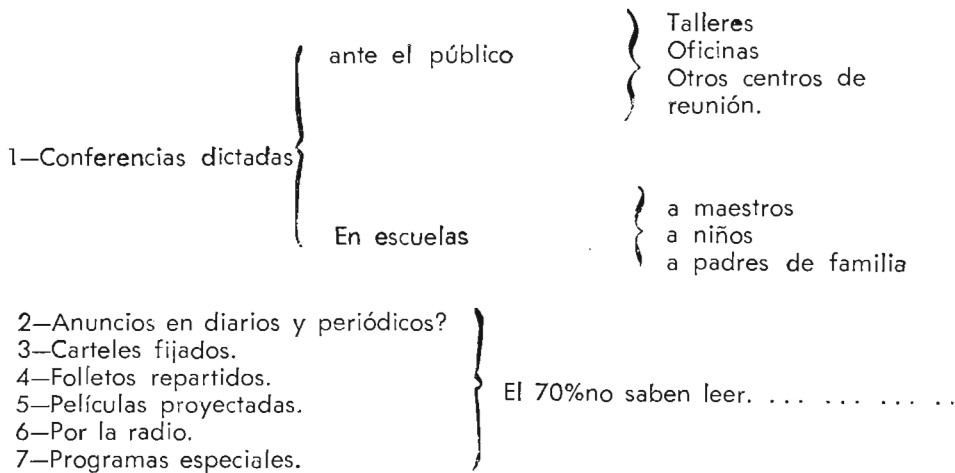 1—Conferencias dictadas
ante el público
Talleres
Oficinas
Otros centros de
reunión.
En escuelas
a maestros
a niños
a padres de familia
2—Anuncios en diarios y periódicos?
3—Carteles fijados.
4—Folletos repartidos.
5—Películas proyectadas.
6—Por la radio.
7—Programas especiales.
El 70%no saben leer. ... ... ... ..